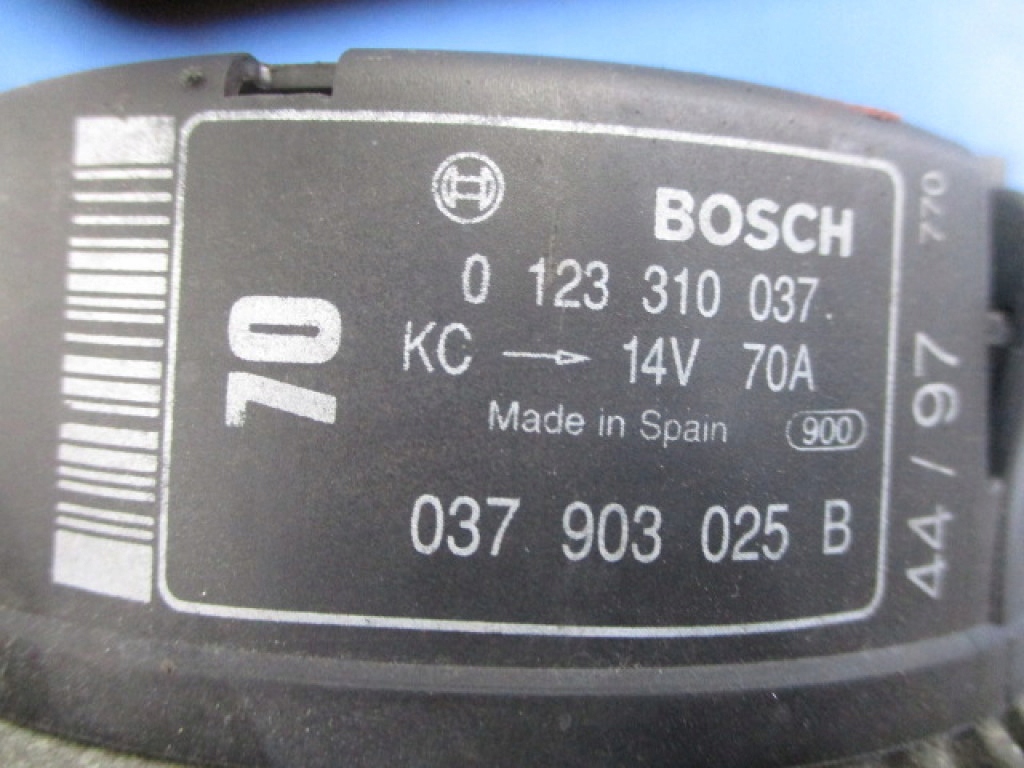 BOSCH
0 123 310 037
KC → 14V 70A
Made in Spain 900
037 903 025 B
70
44/97 770